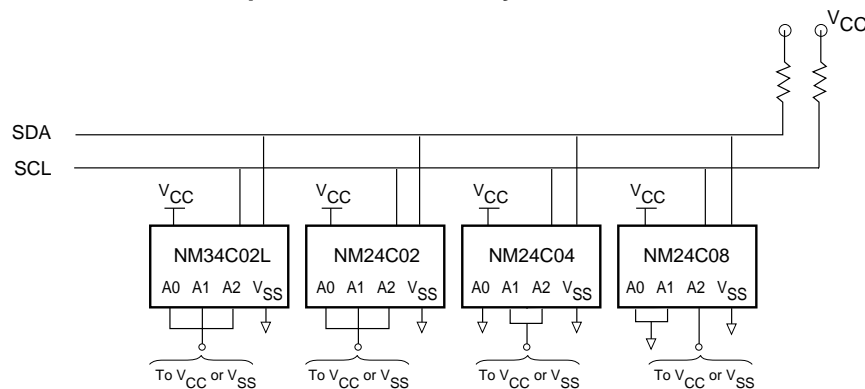 VCC
SDA
SCL
VCC VCC VCC VCC
NM34C02L NM24C02 NM24C04 NM24C08
A0 A1 A2 VSS A0 A1 A2 VSS A0 A1 A2 VSS A0 A1 A2 VSS
To VCC or VSS To VCC or VSS To VCC or VSS To VCC or VSS